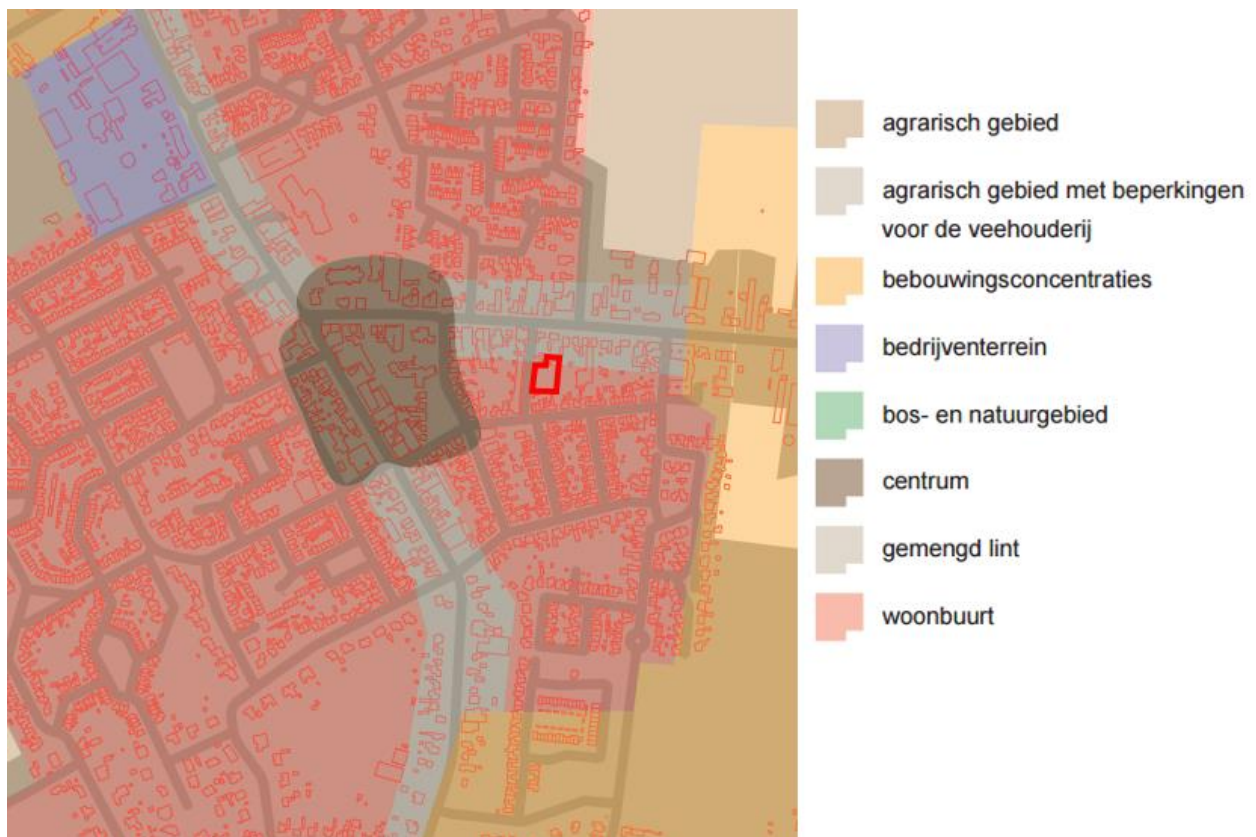 agrarisch gebied
agrarisch gebied met beperkingen
voor de veehouderij
bebouwingsconcentraties
bedrijventerrein
bos- en natuurgebied
centrum
gemengd lint
woonbuurt